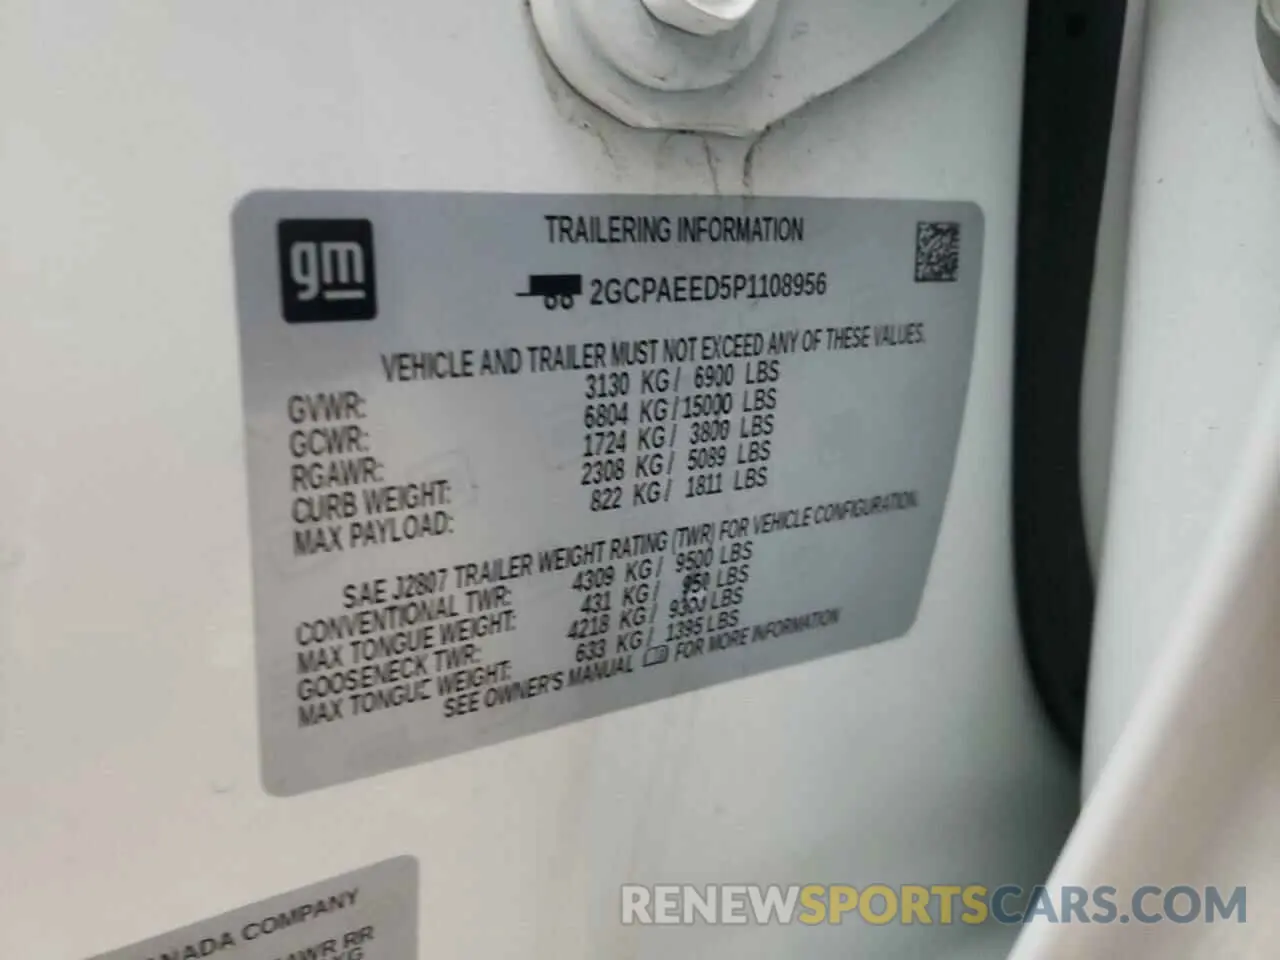 gm
TRAILERING INFORMATION
2GCPAEED5P1108956
VEHICLE AND TRAILER MUST NOT EXCEED ANY OF THESE VALUES.
GVWR: 3130 KG/ 6900 LBS
GCWR: 6804 KG/15000 LBS
RGAWR: 1724 KG/ 3800 LBS
CURB WEIGHT: 2308 KG/ 5089 LBS
MAX PAYLOAD: 822 KG/ 1811 LBS
SAE J2807 TRAILER WEIGHT RATING (TWR) FOR VEHICLE CONFIGURATION.
CONVENTIONAL TWR: 4309 KG/ 9500 LBS
MAX TONGUE WEIGHT: 431 KG/ 950 LBS
GOOSENECK TWR: 4218 KG/ 9300 LBS
MAX TONGUE WEIGHT: 633 KG/ 1395 LBS
SEE OWNER'S MANUAL FOR MORE INFORMATION
CANADA COMPANY
GAWR RR
KG
RENEWSPORTSCARS.COM